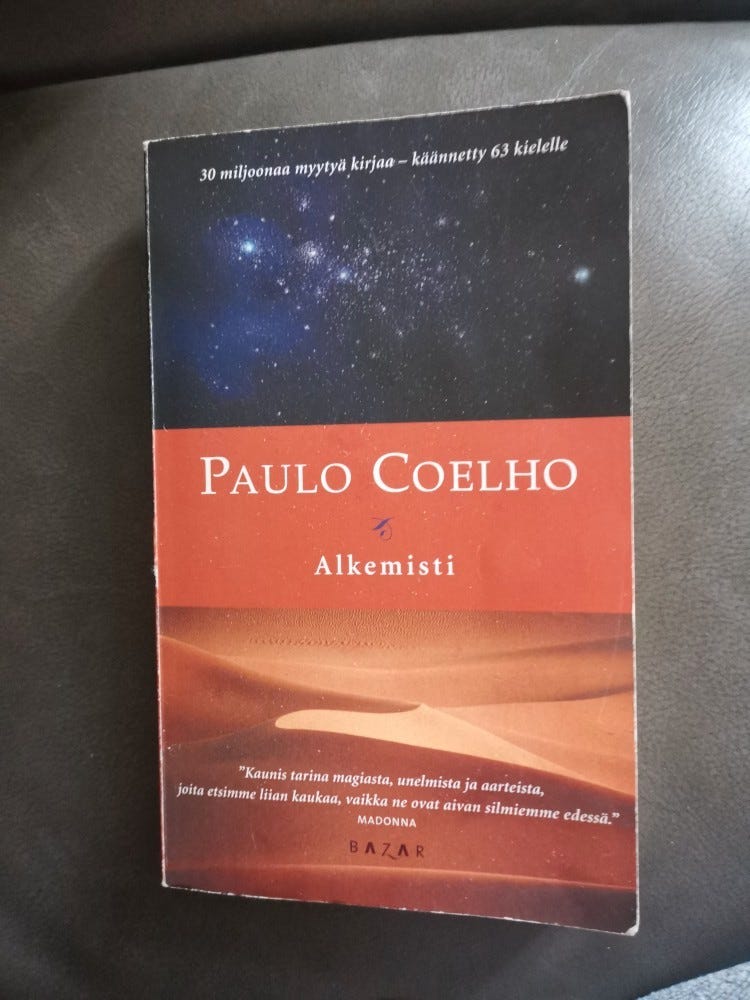 30 miljoonaa myytyä kirjaa – käännetty 63 kielelle
PAULO COELHO
Alkemisti
"Kaunis tarina magiasta, unelmista ja aarteista,
joita etsimme liian kaukaa, vaikka ne ovat aivan silmiemme edessä."
MADONNA
BAZAR